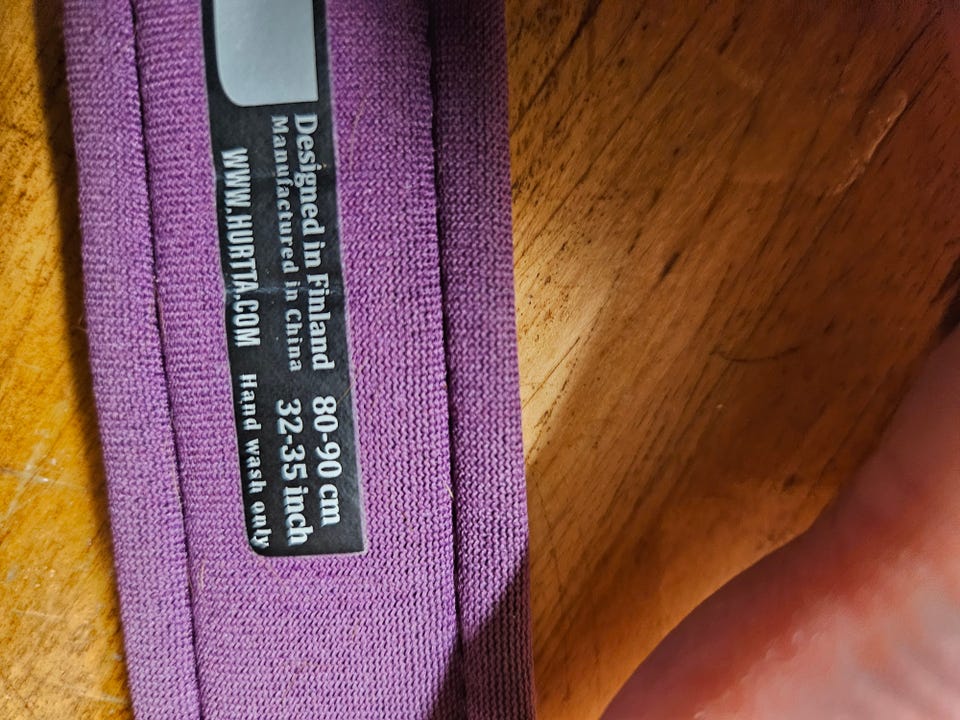 Designed in Finland 80-90 cm
Manufactured in China 32-35 inch
WWW.HURTTA.COM Hand wash only